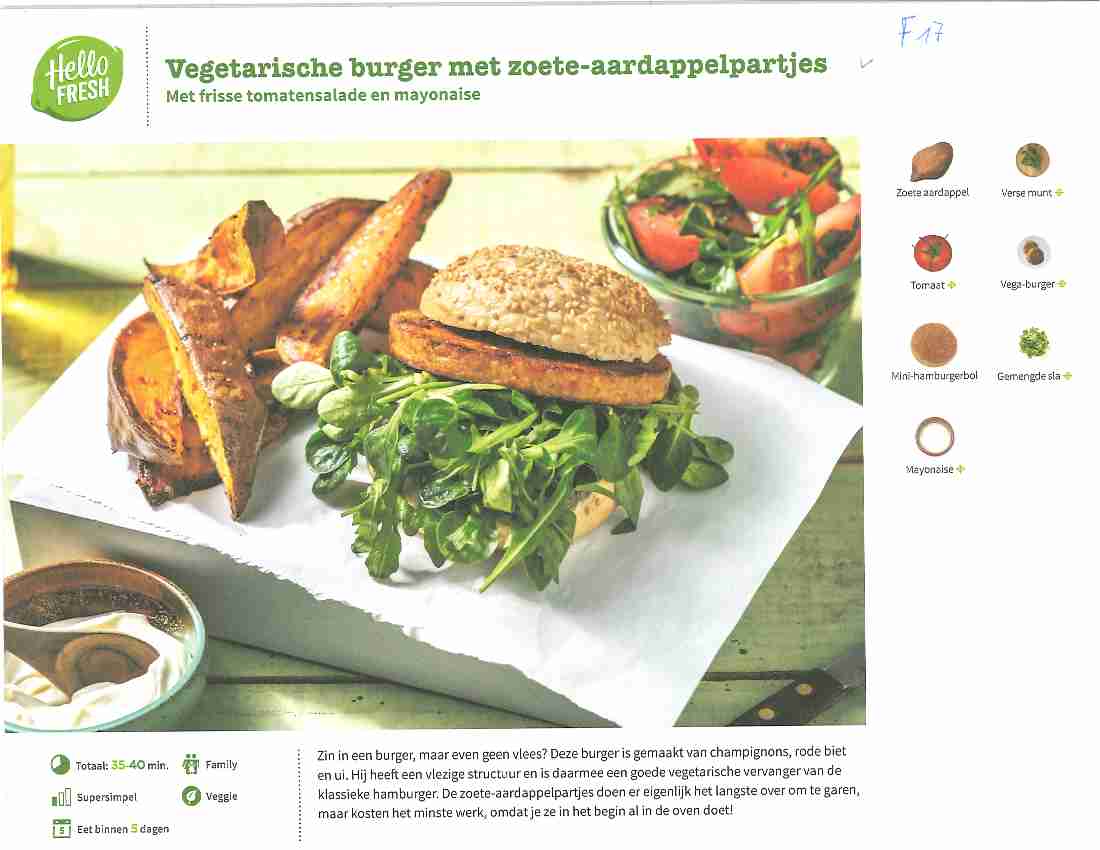 F 17
Hello
FRESH
Vegetarische burger met zoete-aardappelpartjes
Met frisse tomatensalade en mayonaise
Zoete aardappel
Verse munt
Tomaat
Vega-burger
Mini-hamburgerbol
Gemengde sla
Mayonaise
Totaal: 35-40 min.
Family
Supersimpel
Veggie
5
Eet binnen 5 dagen
Zin in een burger, maar even geen vlees? Deze burger is gemaakt van champignons, rode biet
en ui. Hij heeft een vlezige structuur en is daarmee een goede vegetarische vervanger van de
klassieke hamburger. De zoete-aardappelpartjes doen er eigenlijk het langste over om te garen,
maar kosten het minste werk, omdat je ze in het begin al in de oven doet!